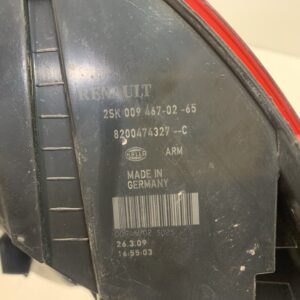 RENAULT
2SK 009 467-02-65
8200474327--C
HELLA ARM
MADE IN
GERMANY
26.3.09
16:55:03